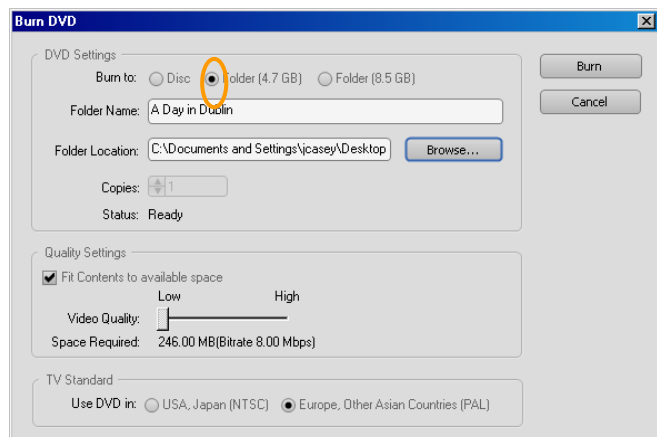 Burn DVD
DVD Settings
Burn to: Disc Folder (4.7 GB) Folder (8.5 GB)
Burn
Folder Name: A Day in Dublin
Cancel
Folder Location: C:\Documents and Settings\jcasey\Desktop Browse...
Copies: 1
Status: Ready
Quality Settings
Fit Contents to available space
Low High
Video Quality:
Space Required: 246.00 MB(Bitrate 8.00 Mbps)
TV Standard
Use DVD in: USA, Japan (NTSC) Europe, Other Asian Countries (PAL)